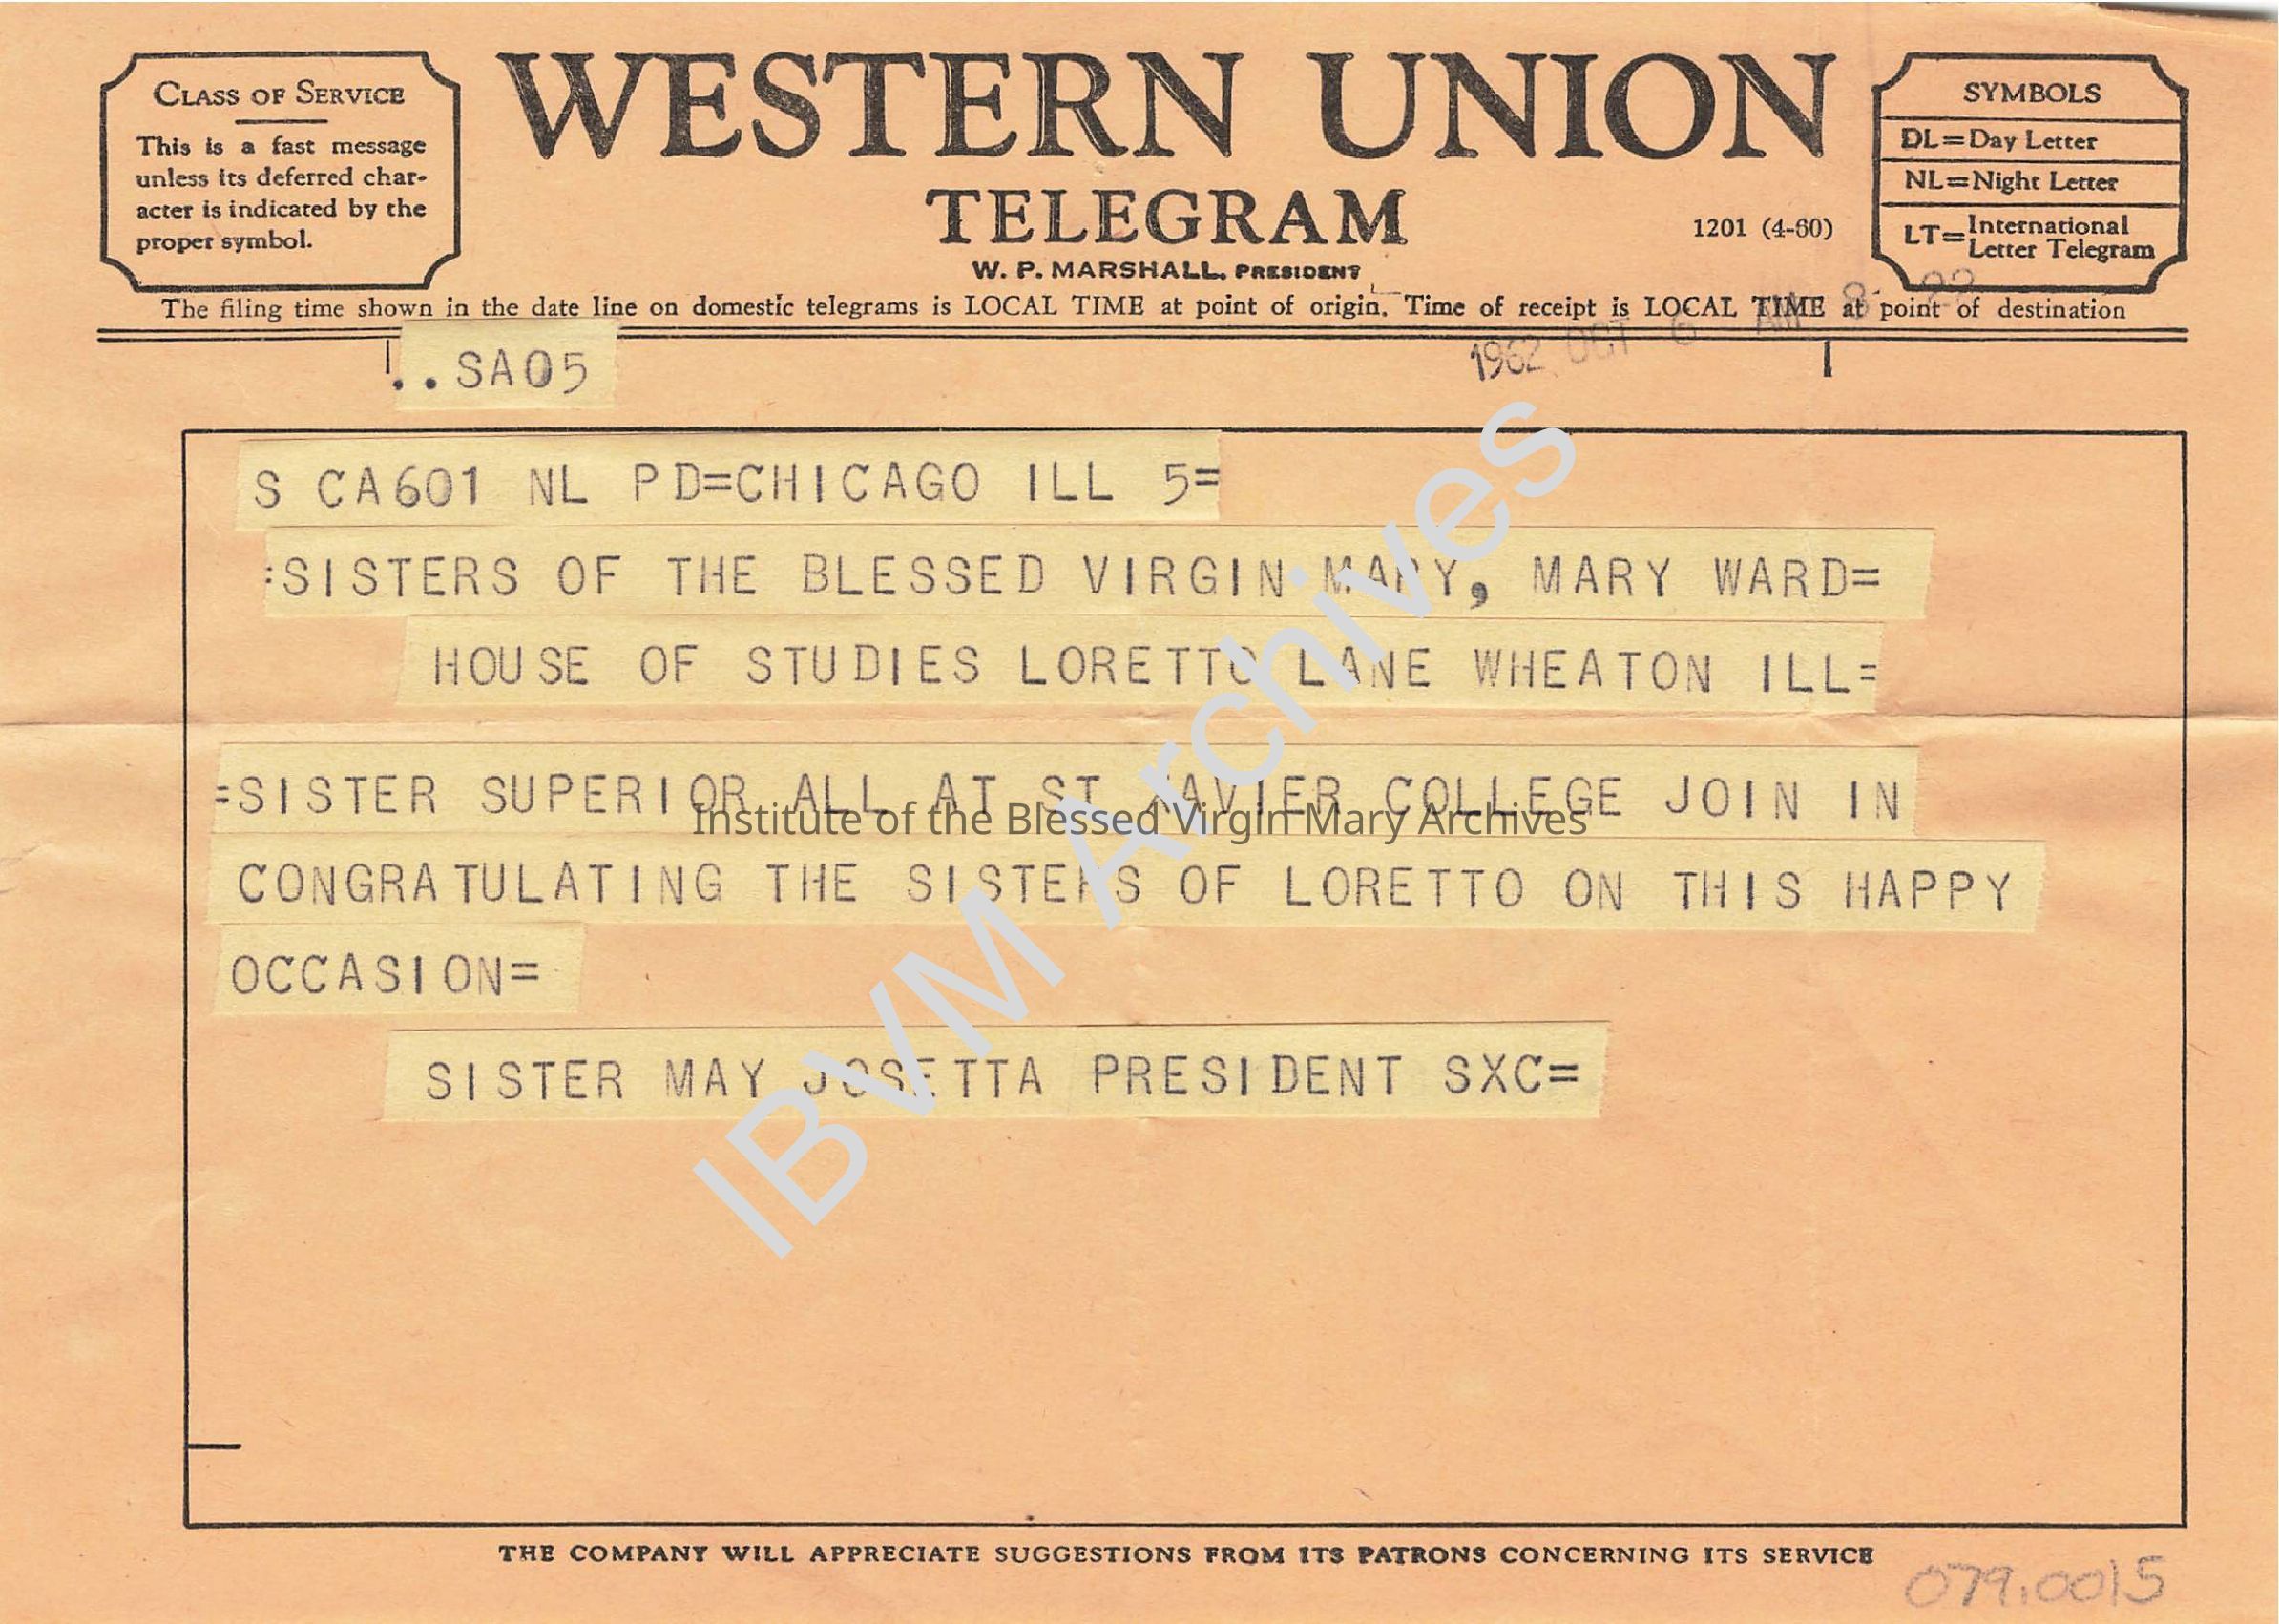 CLASS OF SERVICE
This is a fast message
unless its deferred char-
acter is indicated by the
proper symbol.
WESTERN UNION
TELEGRAM
W. P. MARSHALL, PRESIDENT
1201 (4-60)
SYMBOLS
DL=Day Letter
NL=Night Letter
LT=International
Letter Telegram
The filing time shown in the date line on domestic telegrams is LOCAL TIME at point of origin. Time of receipt is LOCAL TIME at point of destination
1962 OCT 6 AM 8 22
..SA05
S CA601 NL PD=CHICAGO ILL 5=
:SISTERS OF THE BLESSED VIRGIN MARY, MARY WARD=
HOUSE OF STUDIES LORETTO LANE WHEATON ILL=
=SISTER SUPERIOR ALL AT ST XAVIER COLLEGE JOIN IN
Institute of the Blessed Virgin Mary Archives
CONGRATULATING THE SISTERS OF LORETTO ON THIS HAPPY
OCCASION=
SISTER MAY JOSETTA PRESIDENT SXC=
IBVM Archives
THE COMPANY WILL APPRECIATE SUGGESTIONS FROM ITS PATRONS CONCERNING ITS SERVICE
079.0015